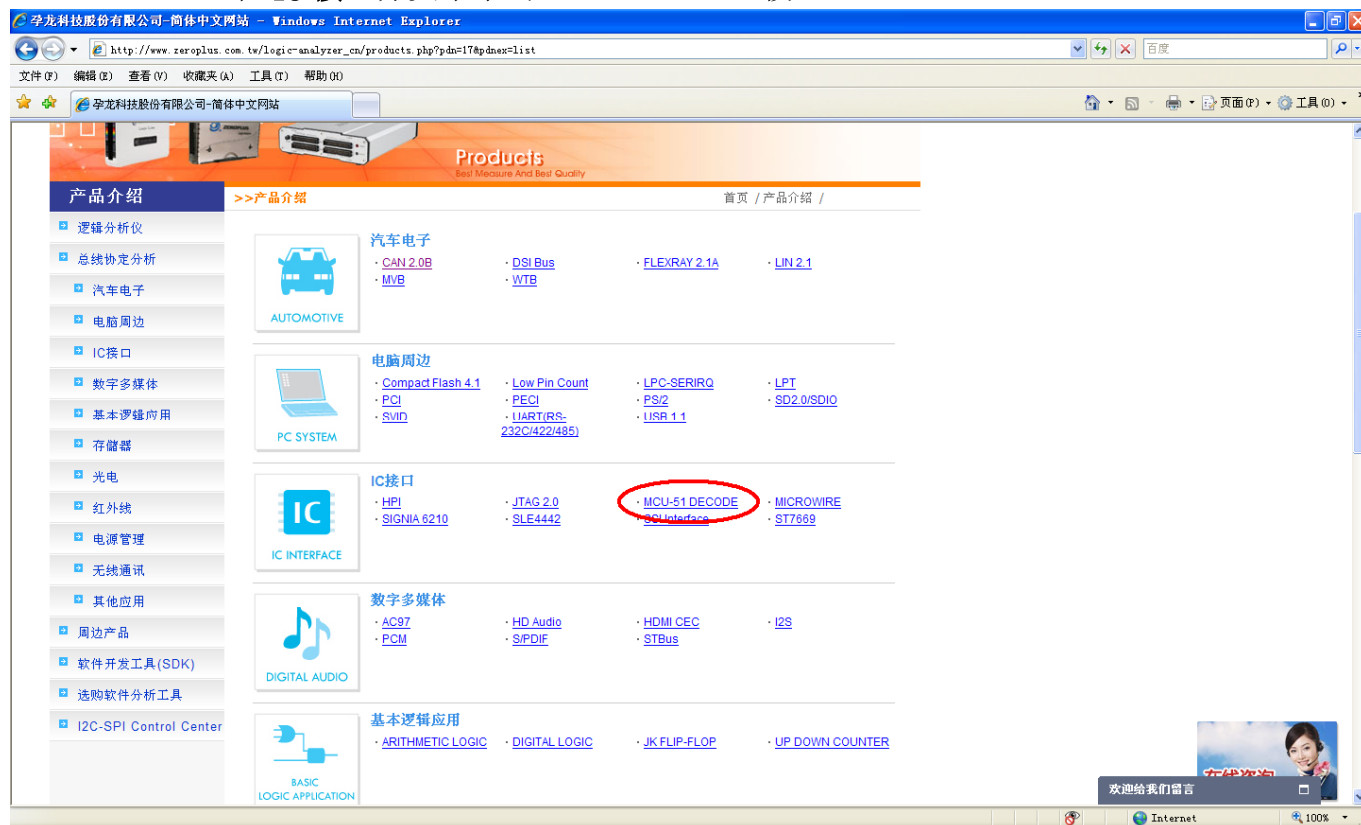 孕龙科技股份有限公司-简体中文网站 - Windows Internet Explorer
http://www.zeroplus.com.tw/logic-analyzer_cn/products.php?pdn=17&pdnex=list
百度
文件(F) 编辑(E) 查看(V) 收藏夹(A) 工具(T) 帮助(H)
孕龙科技股份有限公司-简体中文网站
页面(P) 工具(O)
Products
Best Measure And Best Quality
产品介绍
>>产品介绍
首页 / 产品介绍 /
逻辑分析仪
总线协定分析
汽车电子
电脑周边
IC接口
数字多媒体
基本逻辑应用
存储器
光电
红外线
电源管理
无线通讯
其他应用
周边产品
软件开发工具(SDK)
选购软件分析工具
I2C-SPI Control Center
AUTOMOTIVE
汽车电子
· CAN 2.0B · DSI Bus · FLEXRAY 2.1A · LIN 2.1
· MVB · WTB
PC SYSTEM
电脑周边
· Compact Flash 4.1 · Low Pin Count · LPC-SERIRQ · LPT
· PCI · PECI · PS/2 · SD2.0/SDIO
· SVID · UART(RS-232C/422/485) · USB 1.1
IC
IC INTERFACE
IC接口
· HPI · JTAG 2.0 · MCU-51 DECODE · MICROWIRE
· SIGNIA 6210 · SLE4442 · SCI Interface · ST7669
DIGITAL AUDIO
数字多媒体
· AC97 · HD Audio · HDMI CEC · I2S
· PCM · S/PDIF · STBus
BASIC
LOGIC APPLICATION
基本逻辑应用
· ARITHMETIC LOGIC · DIGITAL LOGIC · JK FLIP-FLOP · UP DOWN COUNTER
在线咨询
欢迎给我们留言
Internet
100%